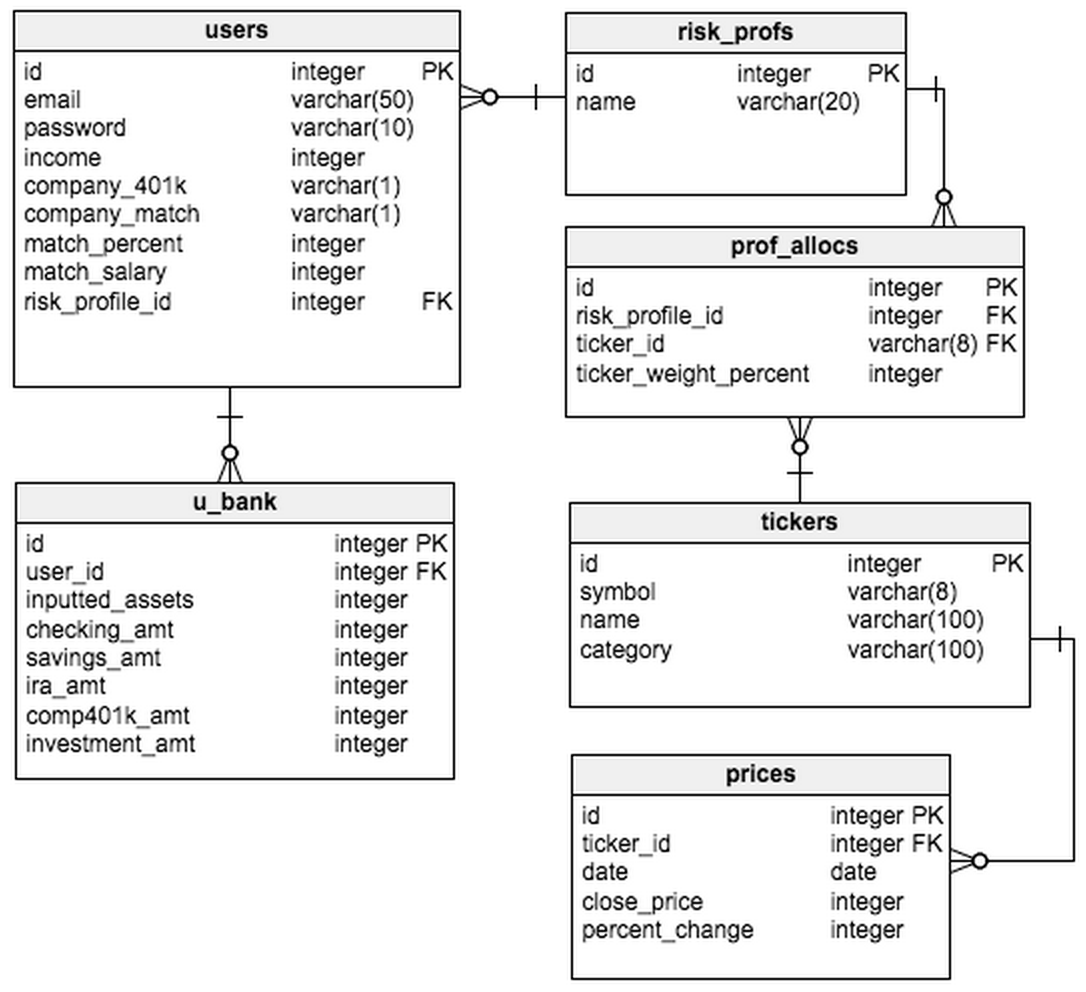 users
id integer PK
email varchar(50)
password varchar(10)
income integer
company_401k varchar(1)
company_match varchar(1)
match_percent integer
match_salary integer
risk_profile_id integer FK
risk_profs
id integer PK
name varchar(20)
prof_allocs
id integer PK
risk_profile_id integer FK
ticker_id varchar(8) FK
ticker_weight_percent integer
u_bank
id integer PK
user_id integer FK
inputted_assets integer
checking_amt integer
savings_amt integer
ira_amt integer
comp401k_amt integer
investment_amt integer
tickers
id integer PK
symbol varchar(8)
name varchar(100)
category varchar(100)
prices
id integer PK
ticker_id integer FK
date date
close_price integer
percent_change integer